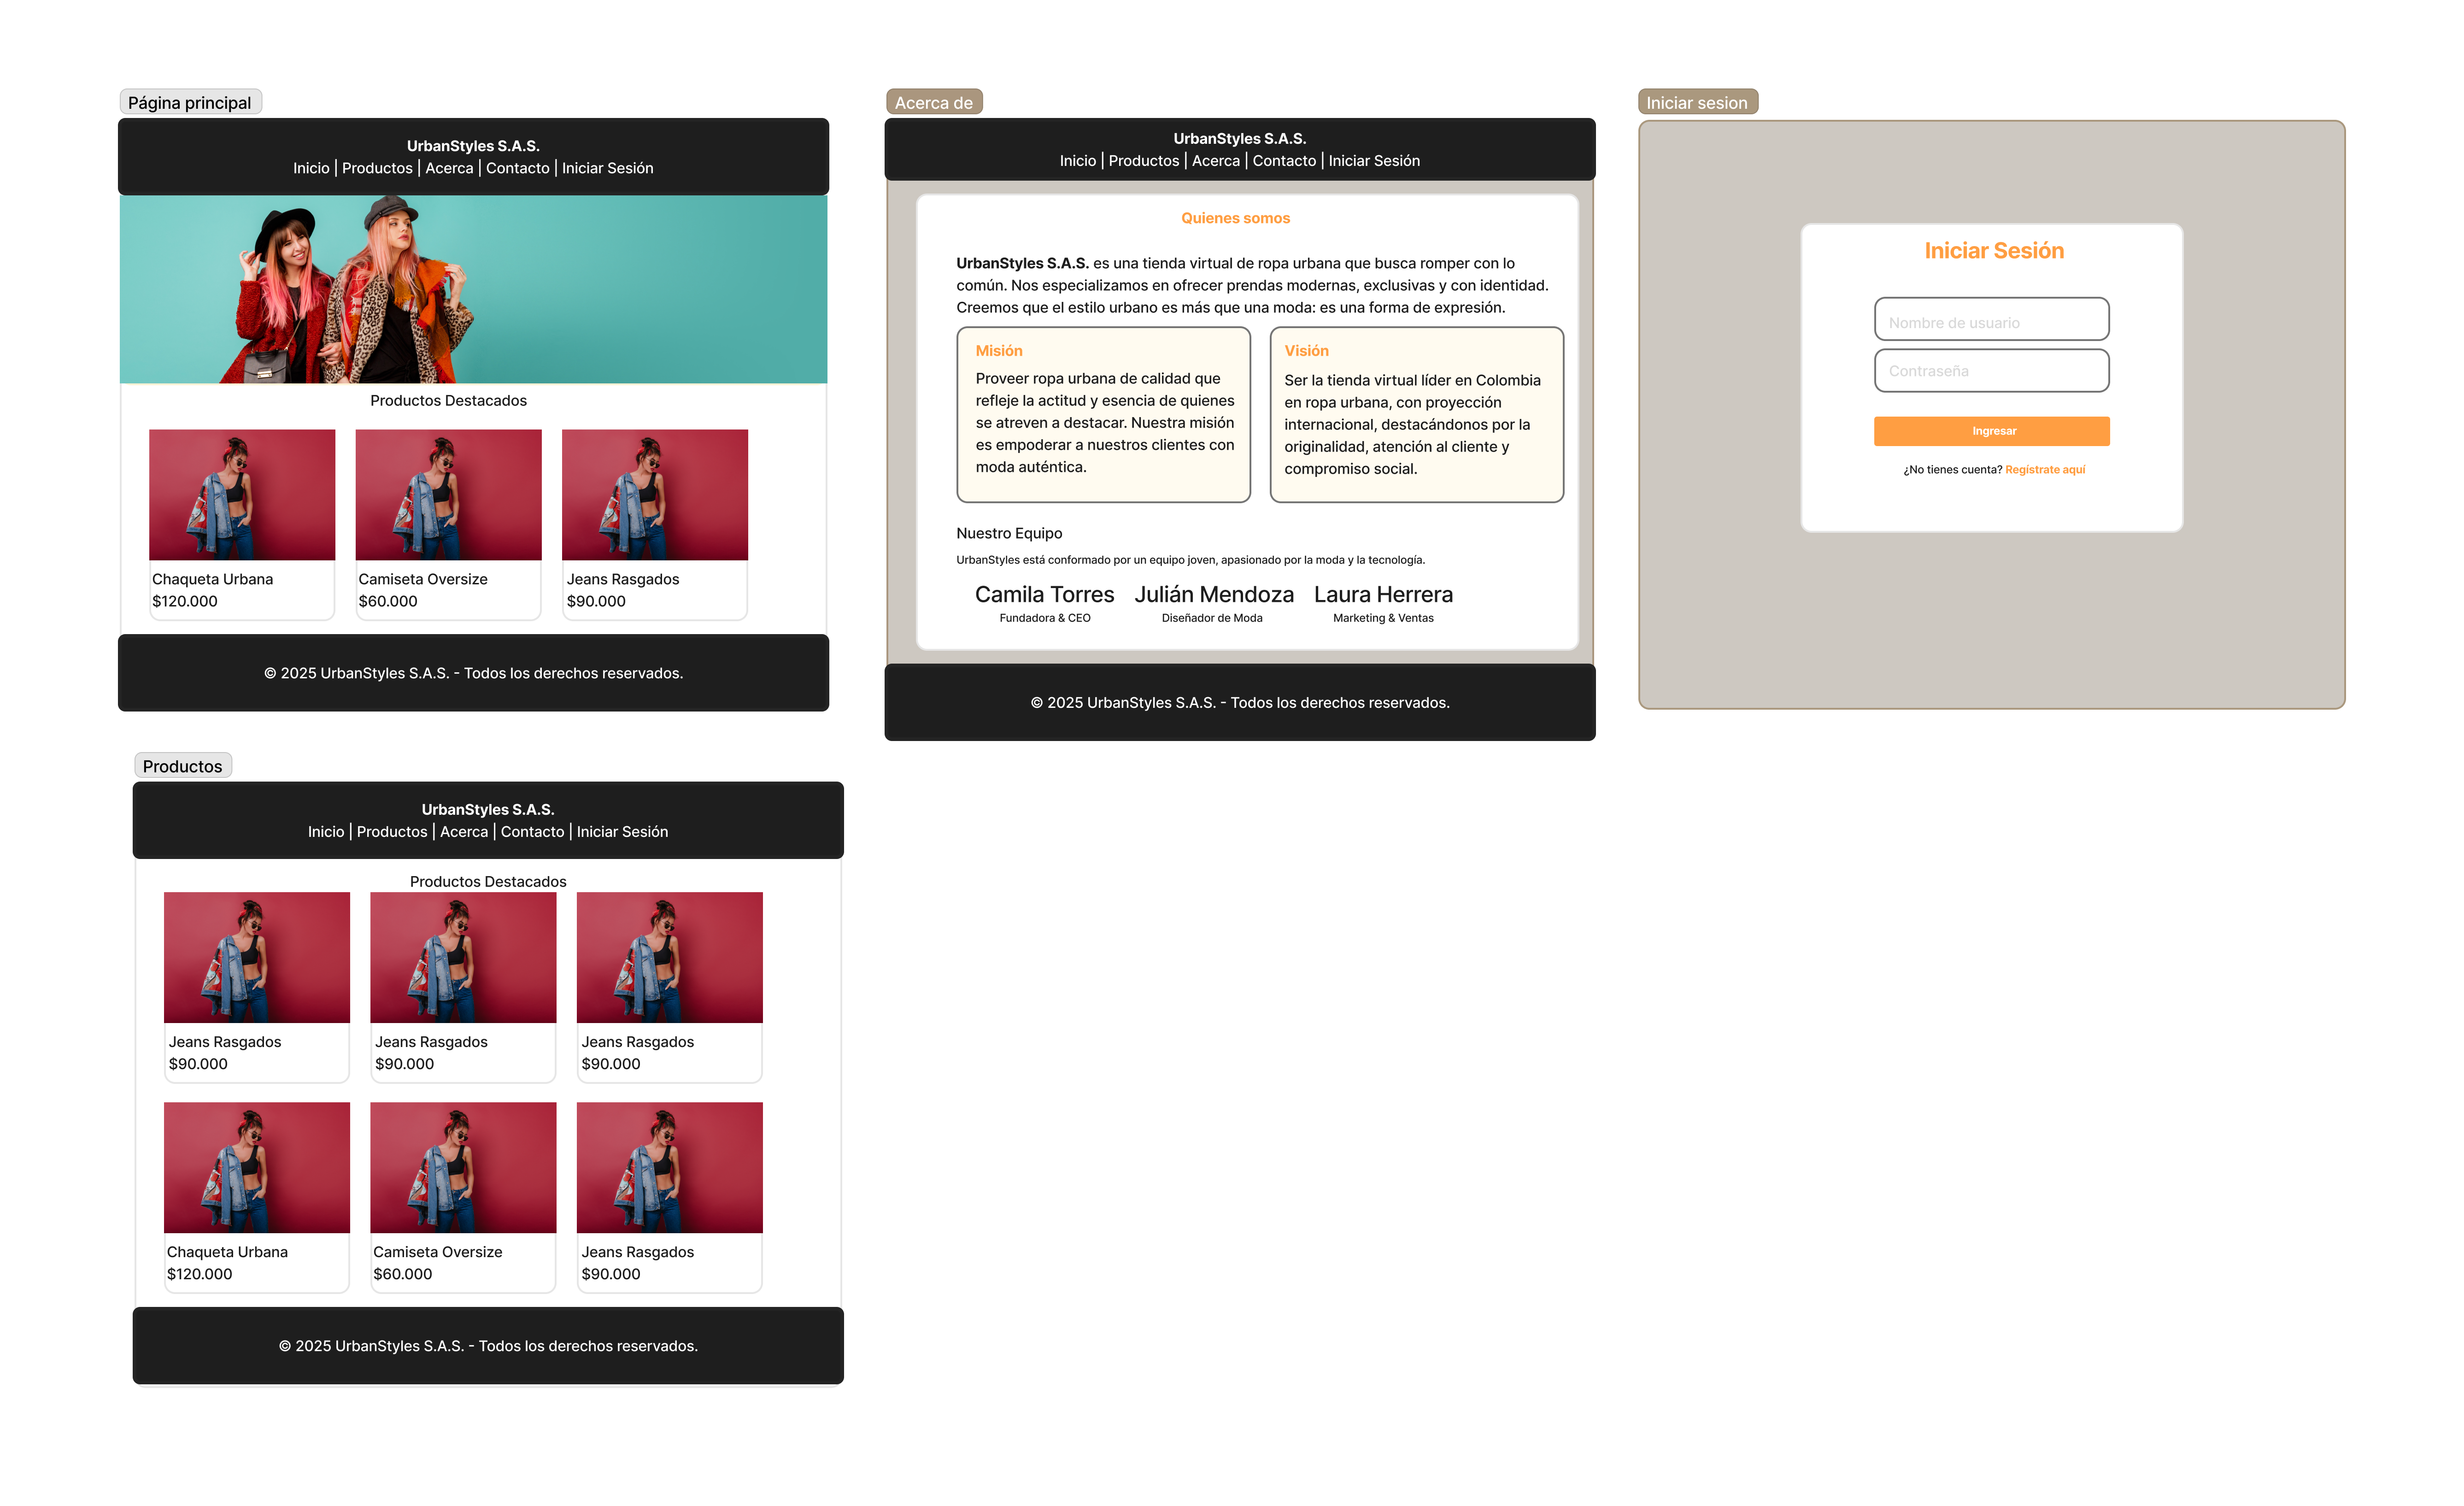 Página principal
UrbanStyles S.A.S.
Inicio | Productos | Acerca | Contacto | Iniciar Sesión
Productos Destacados
Chaqueta Urbana
$120.000
Camiseta Oversize
$60.000
Jeans Rasgados
$90.000
© 2025 UrbanStyles S.A.S. - Todos los derechos reservados.
Acerca de
UrbanStyles S.A.S.
Inicio | Productos | Acerca | Contacto | Iniciar Sesión
Quienes somos
UrbanStyles S.A.S. es una tienda virtual de ropa urbana que busca romper con lo
común. Nos especializamos en ofrecer prendas modernas, exclusivas y con identidad.
Creemos que el estilo urbano es más que una moda: es una forma de expresión.
Misión
Proveer ropa urbana de calidad que
refleje la actitud y esencia de quienes
se atreven a destacar. Nuestra misión
es empoderar a nuestros clientes con
moda auténtica.
Visión
Ser la tienda virtual líder en Colombia
en ropa urbana, con proyección
internacional, destacándonos por la
originalidad, atención al cliente y
compromiso social.
Nuestro Equipo
UrbanStyles está conformado por un equipo joven, apasionado por la moda y la tecnología.
Camila Torres
Fundadora & CEO
Julián Mendoza
Diseñador de Moda
Laura Herrera
Marketing & Ventas
© 2025 UrbanStyles S.A.S. - Todos los derechos reservados.
Iniciar sesion
Iniciar Sesión
Nombre de usuario
Contraseña
Ingresar
¿No tienes cuenta? Regístrate aquí
Productos
UrbanStyles S.A.S.
Inicio | Productos | Acerca | Contacto | Iniciar Sesión
Productos Destacados
Jeans Rasgados
$90.000
Jeans Rasgados
$90.000
Jeans Rasgados
$90.000
Chaqueta Urbana
$120.000
Camiseta Oversize
$60.000
Jeans Rasgados
$90.000
© 2025 UrbanStyles S.A.S. - Todos los derechos reservados.